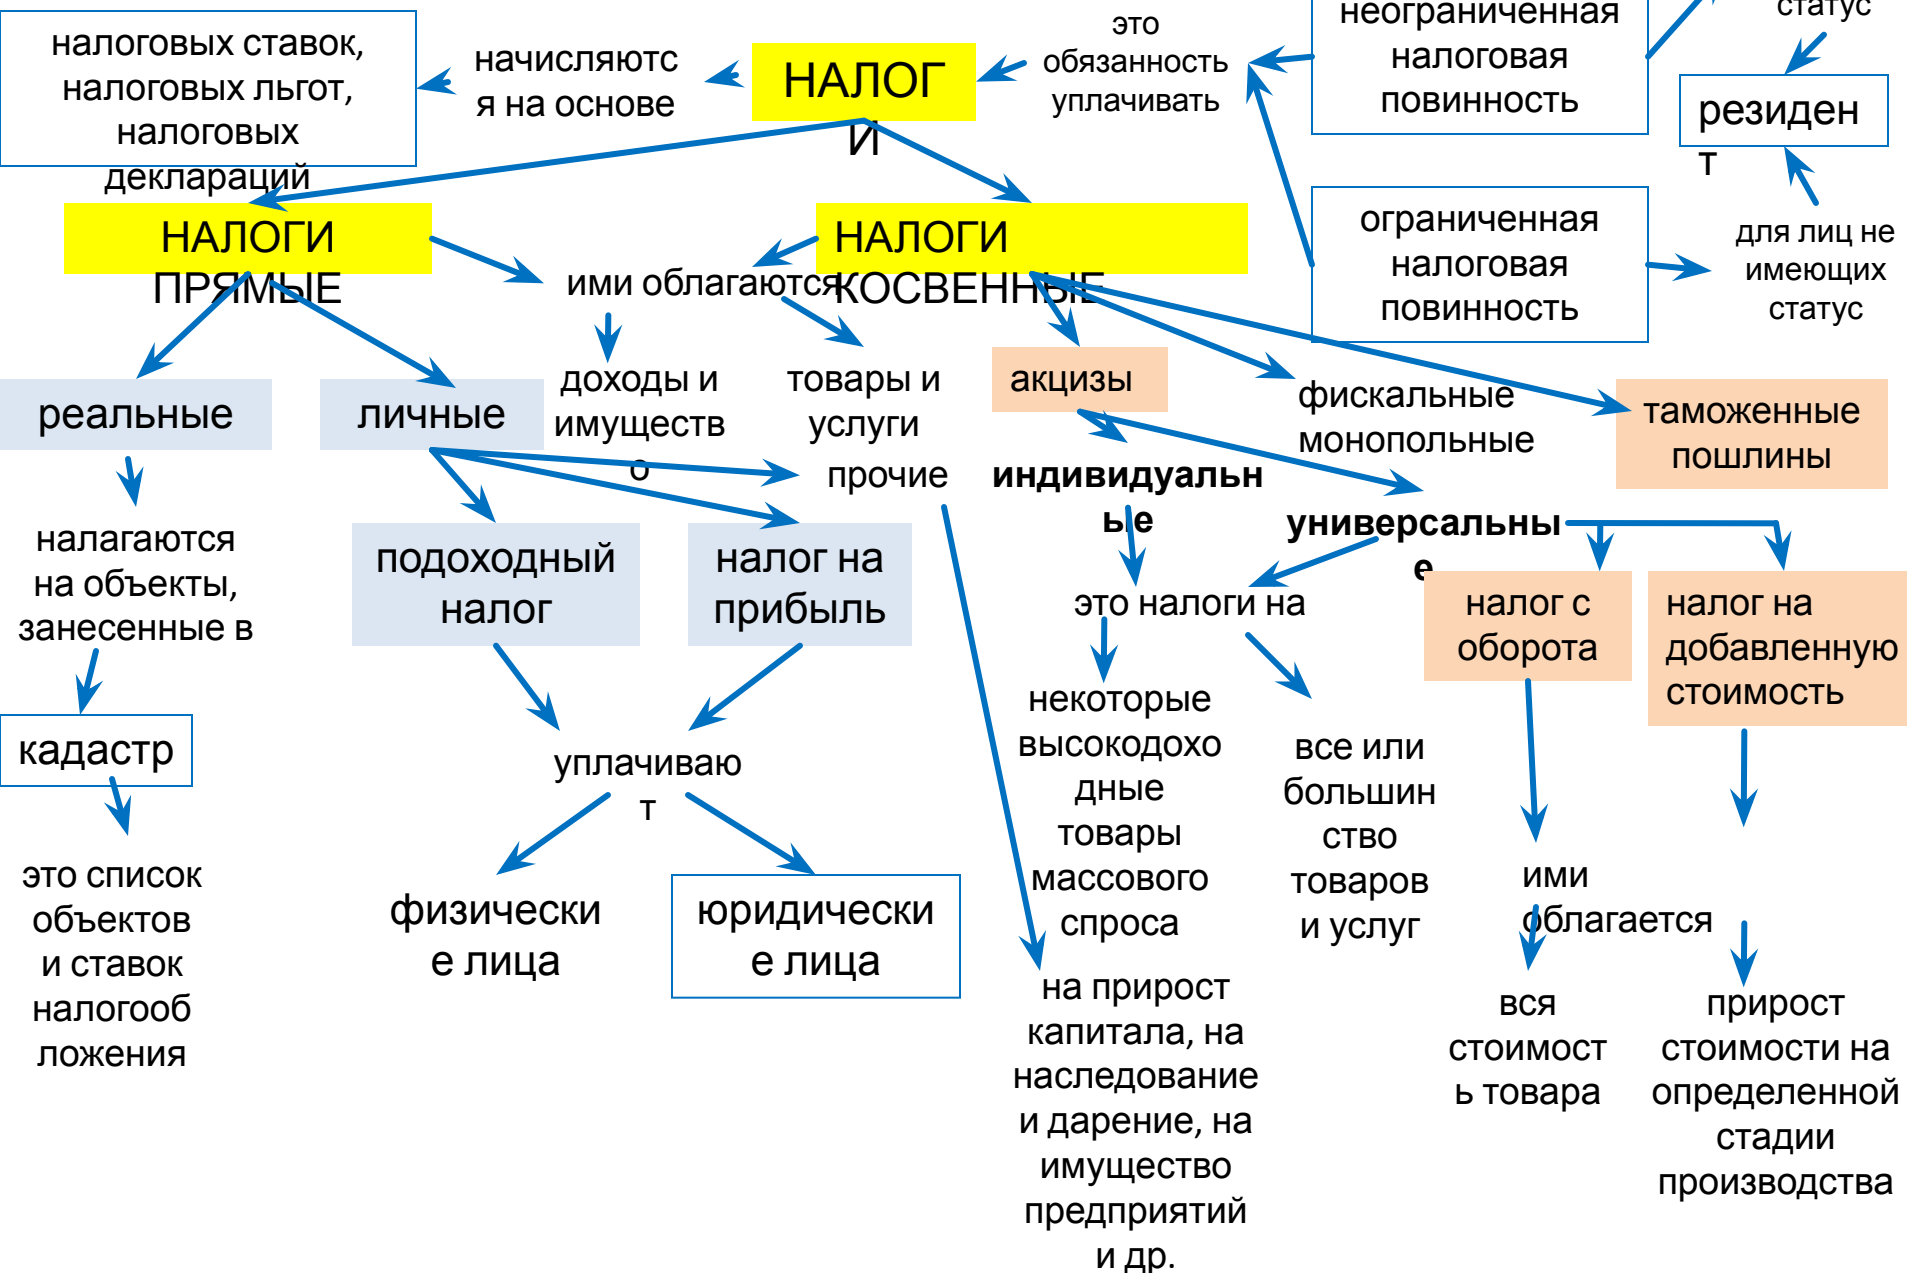 налоговых ставок,
налоговых льгот,
налоговых
деклараций
начисляютс
я на основе
НАЛОГ
И
это
обязанность
уплачивать
неограниченная
налоговая
повинность
статус
резиден
т
ограниченная
налоговая
повинность
для лиц не
имеющих
статус
НАЛОГИ
ПРЯМЫЕ
ими облагаются
НАЛОГИ
КОСВЕННЫЕ
реальные
личные
доходы и
имуществ
о
товары и
услуги
прочие
акцизы
фискальные
монопольные
таможенные
пошлины
индивидуальн
ые
универсальны
е
налагаются
на объекты,
занесенные в
подоходный
налог
налог на
прибыль
это налоги на
налог с
оборота
налог на
добавленную
стоимость
кадастр
уплачиваю
т
некоторые
высокодохо
дные
товары
массового
спроса
все или
большин
ство
товаров
и услуг
ими
облагается
это список
объектов
и ставок
налогооб
ложения
физически
е лица
юридически
е лица
на прирост
капитала, на
наследование
и дарение, на
имущество
предприятий
и др.
вся
стоимост
ь товара
прирост
стоимости на
определенной
стадии
производства